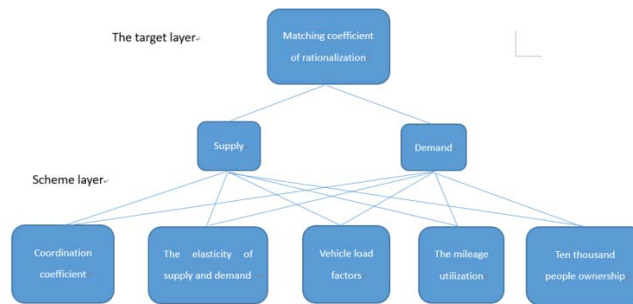 The target layer
Matching coefficient
of rationalization
Supply
Demand
Scheme layer
Coordination
coefficient
The elasticity of
supply and demand
Vehicle load
factors
The mileage
utilization
Ten thousand
people ownership